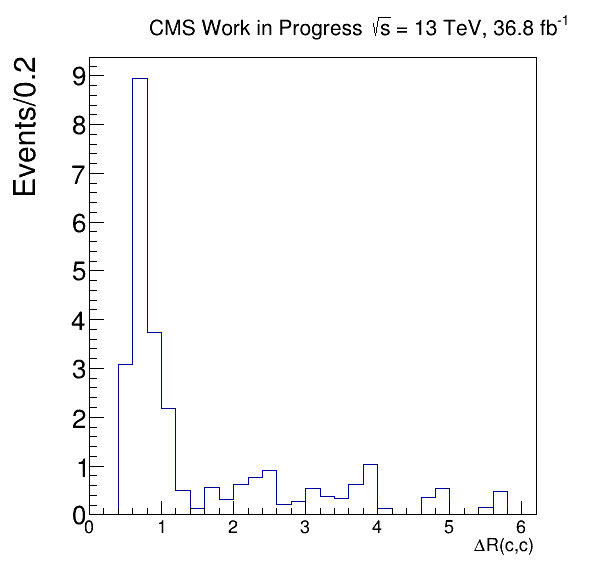 CMS Work in Progress √s = 13 TeV, 36.8 fb⁻¹
Events/0.2
9
8
7
6
5
4
3
2
1
0
0 1 2 3 4 5 6
ΔR(c,c)